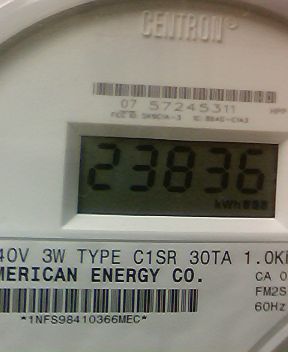 CENTRON®
07 57245311
23836
kWh
40V 3W TYPE C1SR 30TA 1.0K
MERICAN ENERGY CO.
CA 0
FM2S
60Hz
*1NFS98410366MEC*